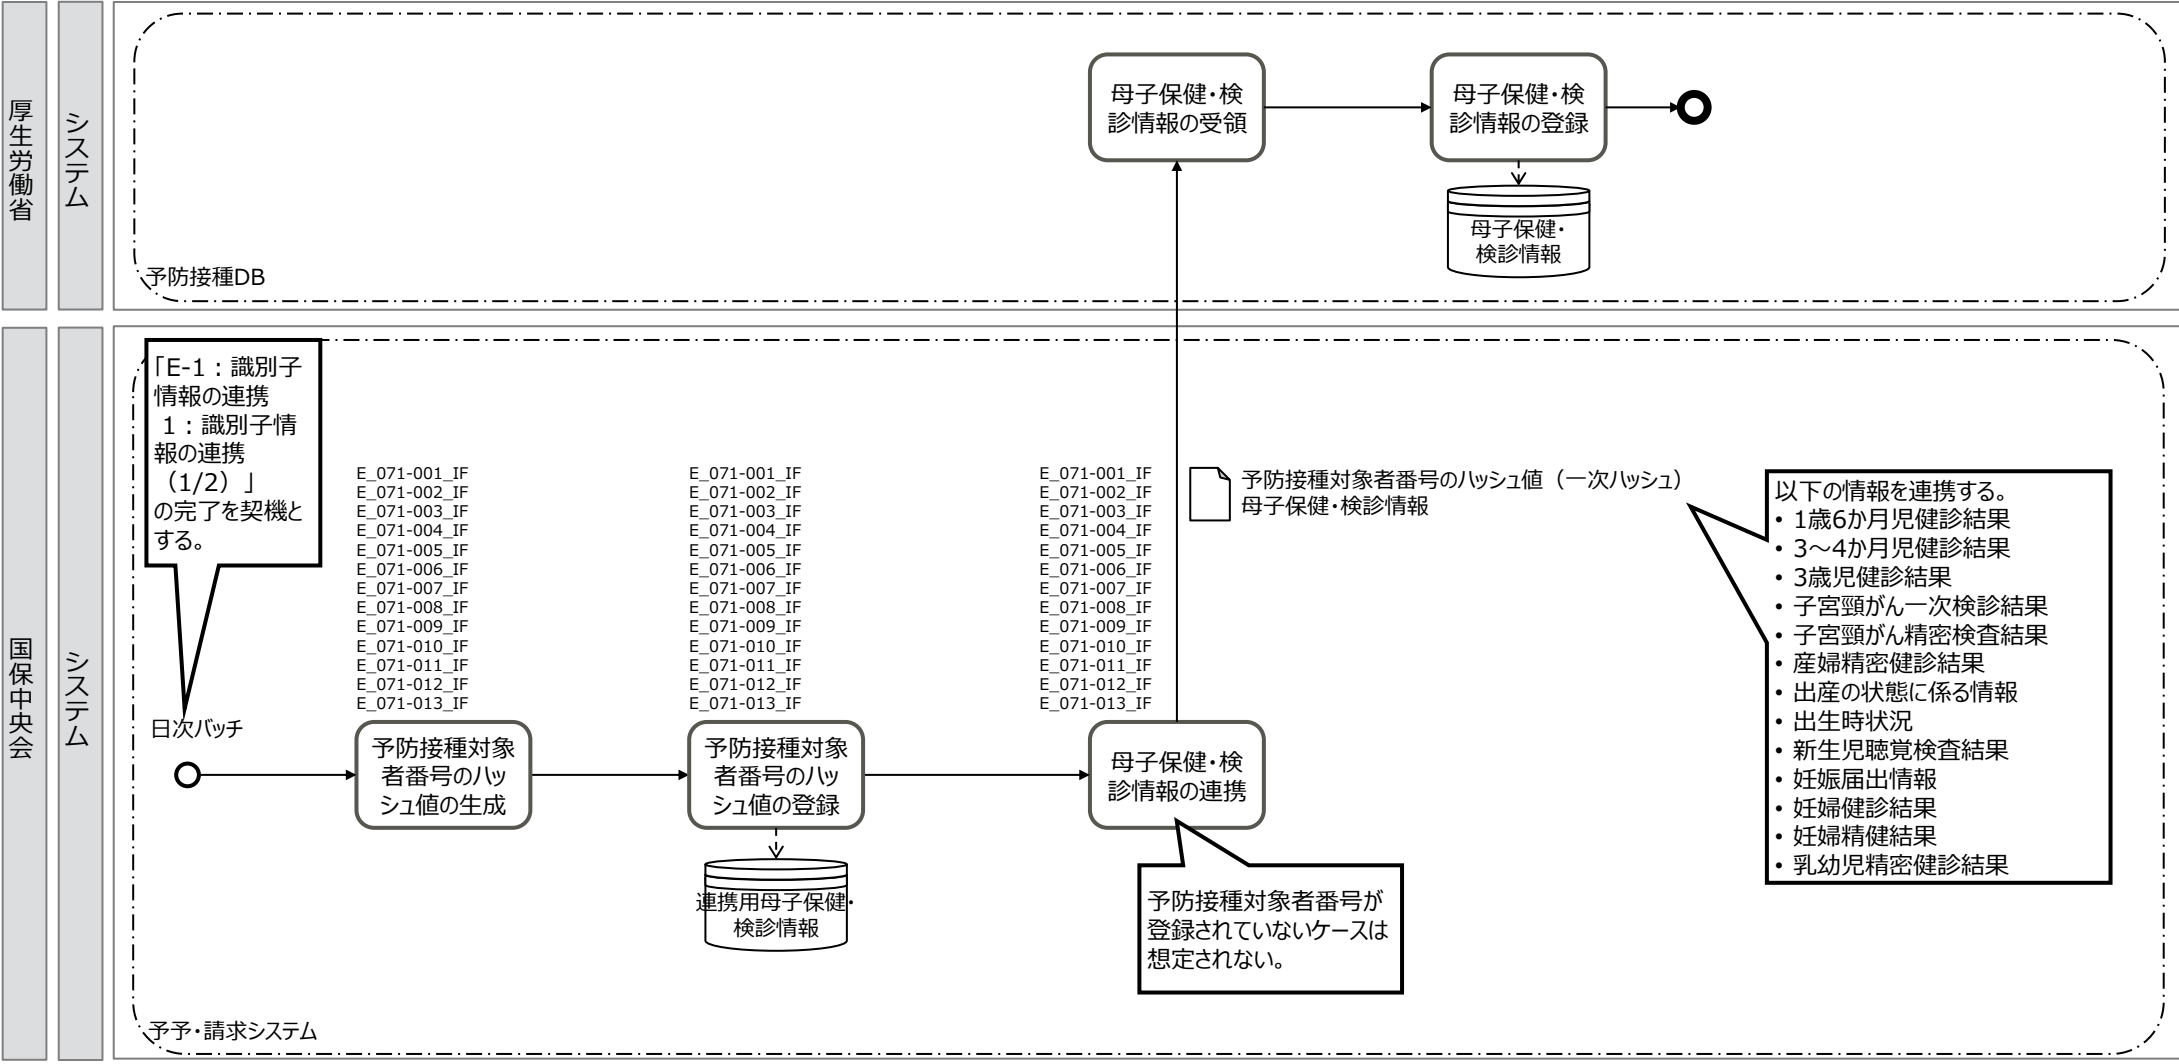 厚生労働省
システム
母子保健・検
診情報の受領
母子保健・検
診情報の登録
母子保健・
検診情報
予防接種DB
国保中央会
システム
「E-1：識別子
情報の連携
1：識別子情
報の連携
（1/2）」
の完了を契機と
する。
日次バッチ
E_071-001_IF
E_071-002_IF
E_071-003_IF
E_071-004_IF
E_071-005_IF
E_071-006_IF
E_071-007_IF
E_071-008_IF
E_071-009_IF
E_071-010_IF
E_071-011_IF
E_071-012_IF
E_071-013_IF
予防接種対象
者番号のハッ
シュ値の生成
E_071-001_IF
E_071-002_IF
E_071-003_IF
E_071-004_IF
E_071-005_IF
E_071-006_IF
E_071-007_IF
E_071-008_IF
E_071-009_IF
E_071-010_IF
E_071-011_IF
E_071-012_IF
E_071-013_IF
予防接種対象
者番号のハッ
シュ値の登録
連携用母子保健・
検診情報
E_071-001_IF
E_071-002_IF
E_071-003_IF
E_071-004_IF
E_071-005_IF
E_071-006_IF
E_071-007_IF
E_071-008_IF
E_071-009_IF
E_071-010_IF
E_071-011_IF
E_071-012_IF
E_071-013_IF
母子保健・検
診情報の連携
予防接種対象者番号のハッシュ値（一次ハッシュ）
母子保健・検診情報
予防接種対象者番号が
登録されていないケースは
想定されない。
以下の情報を連携する。
• 1歳6か月児健診結果
• 3～4か月児健診結果
• 3歳児健診結果
• 子宮頸がん一次検診結果
• 子宮頸がん精密検査結果
• 産婦精密健診結果
• 出産の状態に係る情報
• 出生時状況
• 新生児聴覚検査結果
• 妊娠届出情報
• 妊婦健診結果
• 妊婦精健結果
• 乳幼児精密健診結果
予予・請求システム